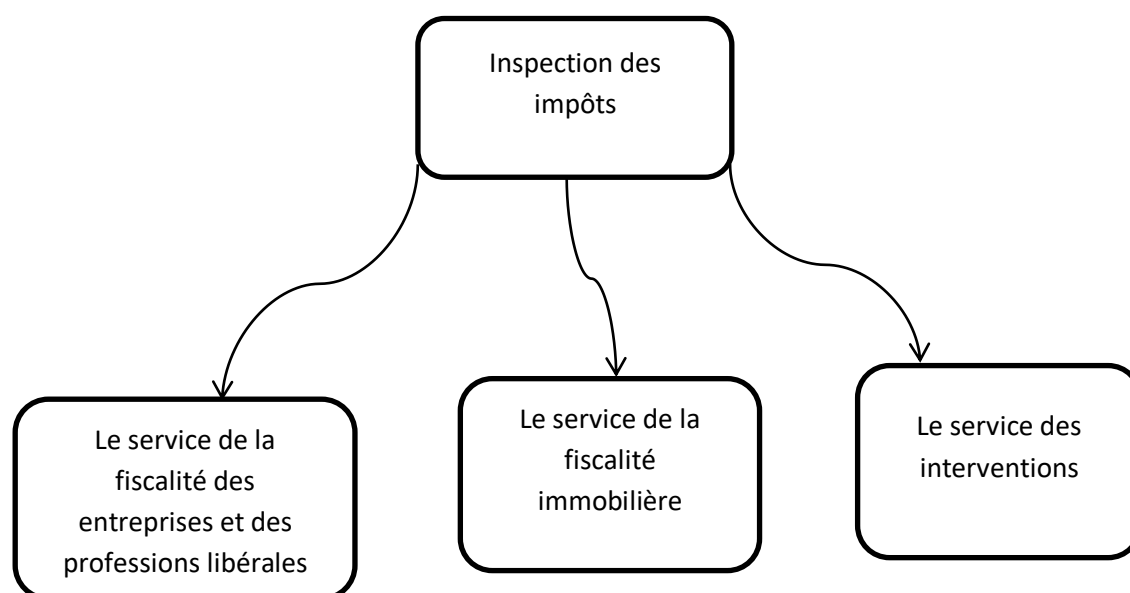 Inspection des
impôts
Le service de la
fiscalité des
entreprises et des
professions libérales
Le service de la
fiscalité
immobilière
Le service des
interventions